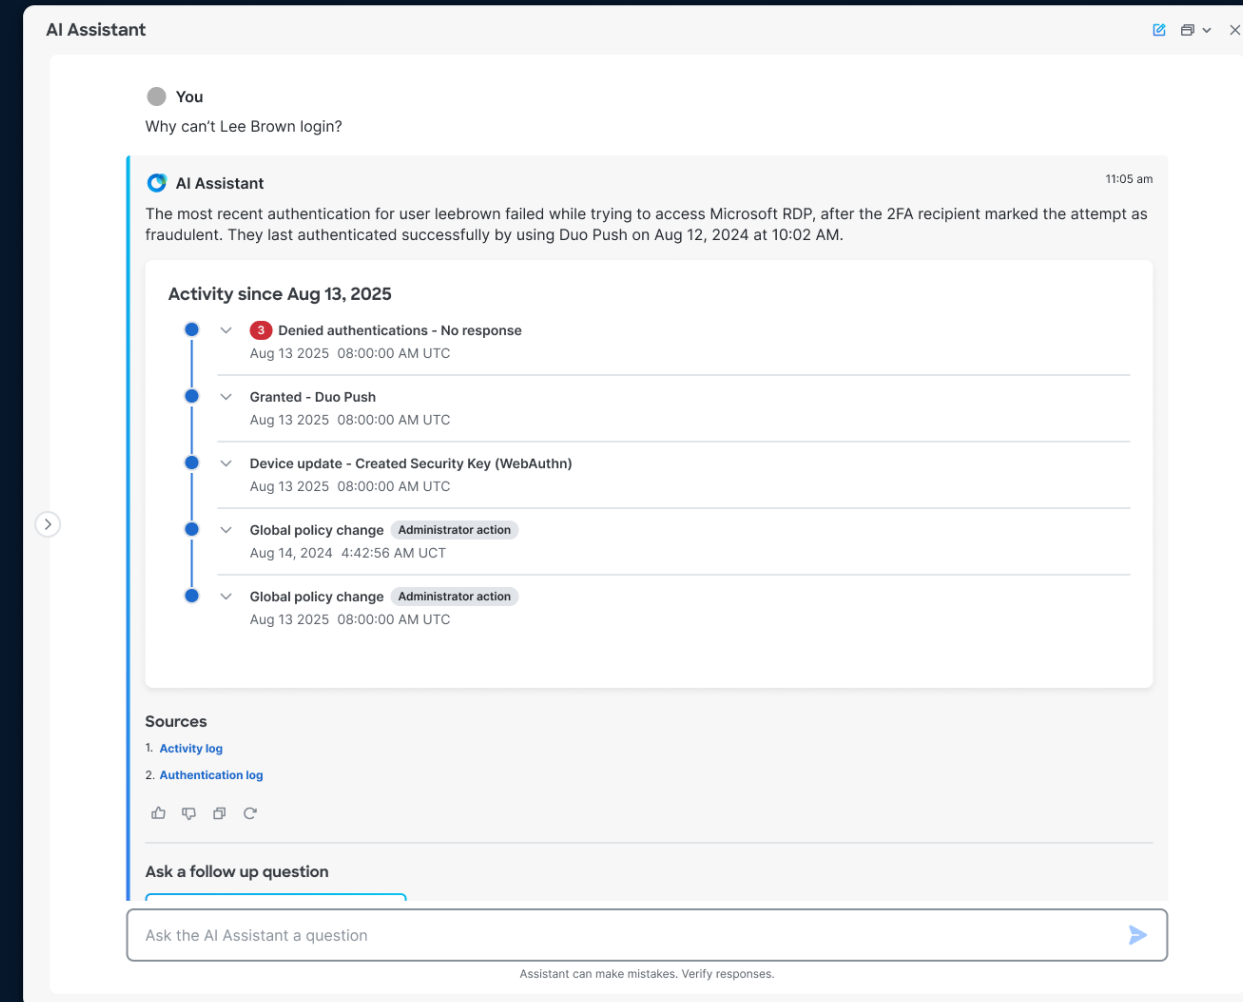 AI Assistant
You
Why can't Lee Brown login?
AI Assistant
11:05 am
The most recent authentication for user leebrown failed while trying to access Microsoft RDP, after the 2FA recipient marked the attempt as
fraudulent. They last authenticated successfully by using Duo Push on Aug 12, 2024 at 10:02 AM.
Activity since Aug 13, 2025
3 Denied authentications - No response
Aug 13 2025 08:00:00 AM UTC
Granted - Duo Push
Aug 13 2025 08:00:00 AM UTC
Device update - Created Security Key (WebAuthn)
Aug 13 2025 08:00:00 AM UTC
Global policy change Administrator action
Aug 14, 2024 4:42:56 AM UCT
Global policy change Administrator action
Aug 13 2025 08:00:00 AM UTC
Sources
1. Activity log
2. Authentication log
Ask a follow up question
Ask the AI Assistant a question
Assistant can make mistakes. Verify responses.